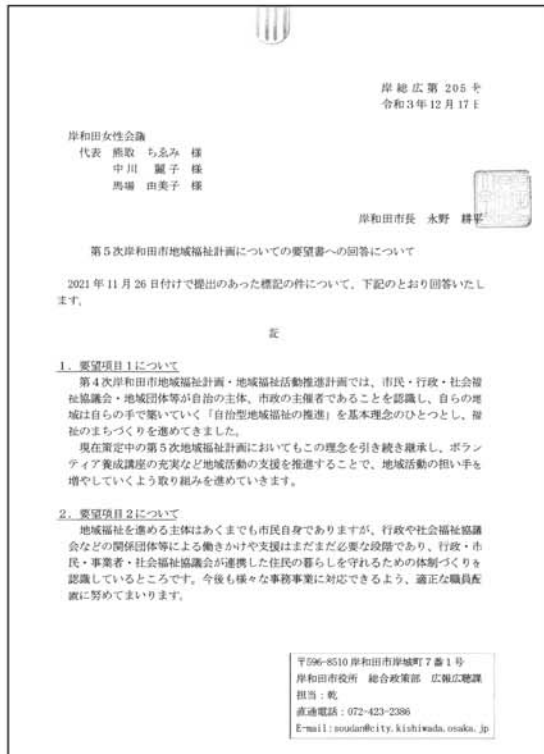 岸総広第205号
令和3年12月17日
岸和田女性会議
代表 熊取 ちゑみ 様
中川 麗子 様
馬場 由美子 様
岸和田市長 永野 耕平
第5次岸和田市地域福祉計画についての要望書への回答について
2021年11月26日付けで提出のあった標記の件について、下記のとおり回答いたし
ます。
記
1.要望項目1について
第4次岸和田市地域福祉計画・地域福祉活動推進計画では、市民・行政・社会福
祉協議会・地域団体等が自治の主体、市政の主催者であることを認識し、自らの地
域は自らの手で築いていく「自治型地域福祉の推進」を基本理念のひとつとし、福
祉のまちづくりを進めてきました。
現在策定中の第5次地域福祉計画においてもこの理念を引き続き継承し、ボラン
ティア養成講座の充実など地域活動の支援を推進することで、地域活動の担い手を
増やしていくよう取り組みを進めていきます。
2.要望項目2について
地域福祉を進める主体はあくまでも市民自身でありますが、行政や社会福祉協議
会などの関係団体等による働きかけや支援はまだまだ必要な段階であり、行政・市
民・事業者・社会福祉協議会が連携した住民の暮らしを守れるための体制づくりを
認識しているところです。今後も様々な事務事業に対応できるよう、適正な職員配
置に努めてまいります。
〒596-8510 岸和田市岸城町7番1号
岸和田市役所 総合政策部 広報広聴課
担当:乾
直通電話:072-423-2386
E-mail:soudan@city.kishiwada.osaka.jp